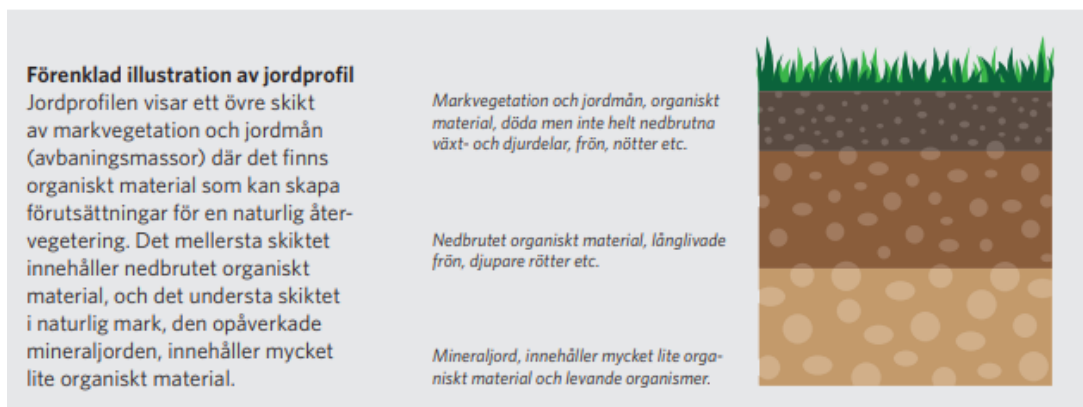 Förenklad illustration av jordprofil
Jordprofilen visar ett övre skikt
av markvegetation och jordmån
(avbaningsmassor) där det finns
organiskt material som kan skapa
förutsättningar för en naturlig åter-
vegetering. Det mellersta skiktet
innehåller nedbrutet organiskt
material, och det understa skiktet
i naturlig mark, den opåverkade
mineraljorden, innehåller mycket
lite organiskt material.
Markvegetation och jordmån, organiskt
material, döda men inte helt nedbrutna
växt- och djurdelar, frön, nötter etc.
Nedbrutet organiskt material, långlivade
frön, djupare rötter etc.
Mineraljord, innehåller mycket lite orga-
niskt material och levande organismer.